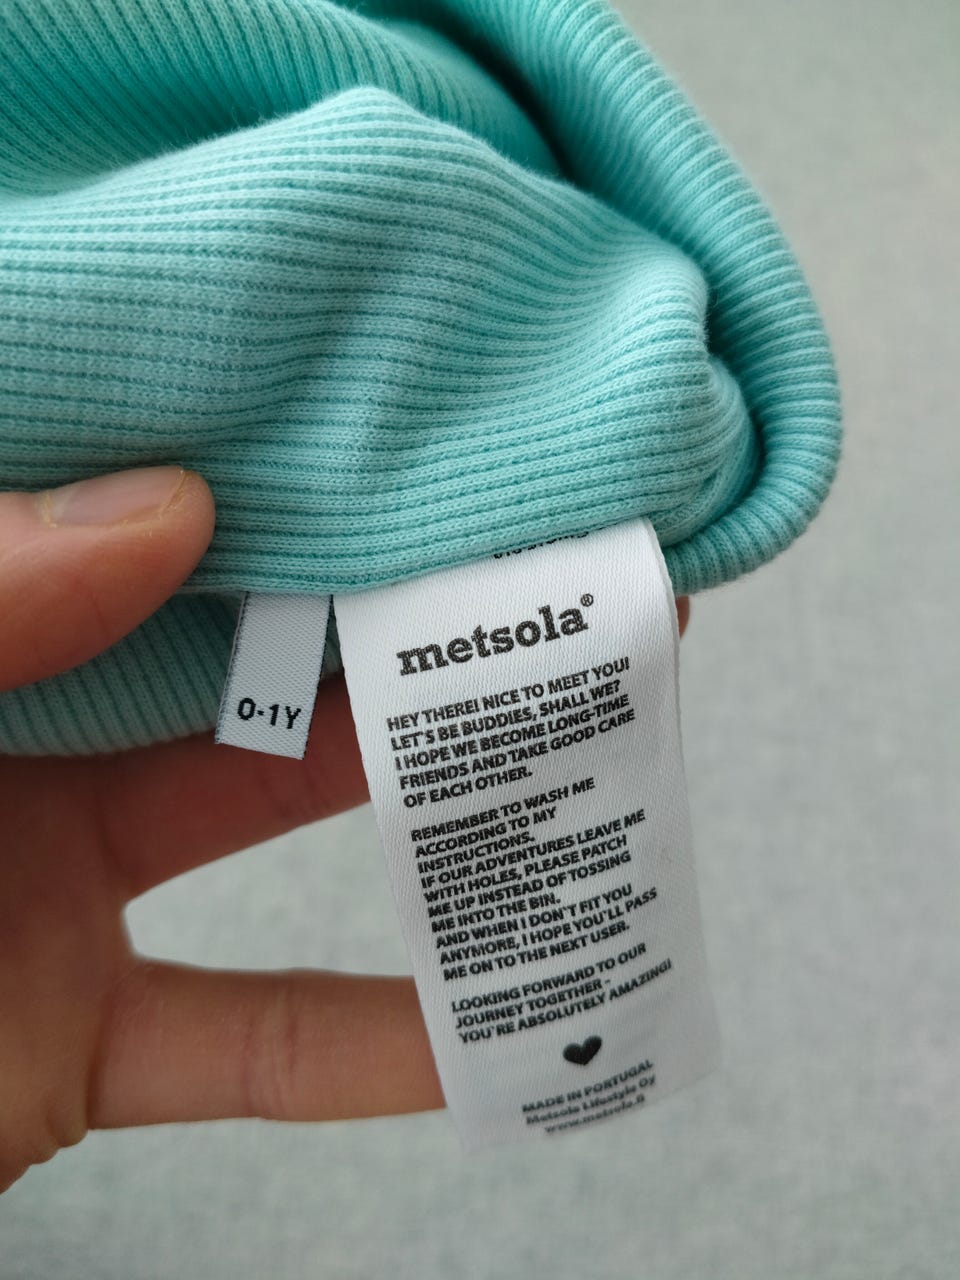 metsola®
HEY THERE! NICE TO MEET YOU!
LET'S BE BUDDIES, SHALL WE?
I HOPE WE BECOME LONG-TIME
FRIENDS AND TAKE GOOD CARE
OF EACH OTHER.
REMEMBER TO WASH ME
ACCORDING TO MY
INSTRUCTIONS.
IF OUR ADVENTURES LEAVE ME
WITH HOLES, PLEASE PATCH
ME UP INSTEAD OF TOSSING
ME INTO THE BIN.
AND WHEN I DON`T FIT YOU
ANYMORE, I HOPE YOU'LL PASS
ME ON TO THE NEXT USER.
LOOKING FORWARD TO OUR
JOURNEY TOGETHER -
YOU`RE ABSOLUTELY AMAZING!
MADE IN PORTUGAL
Metsola Lifestyle Oy
www.metsola.fi
0-1Y